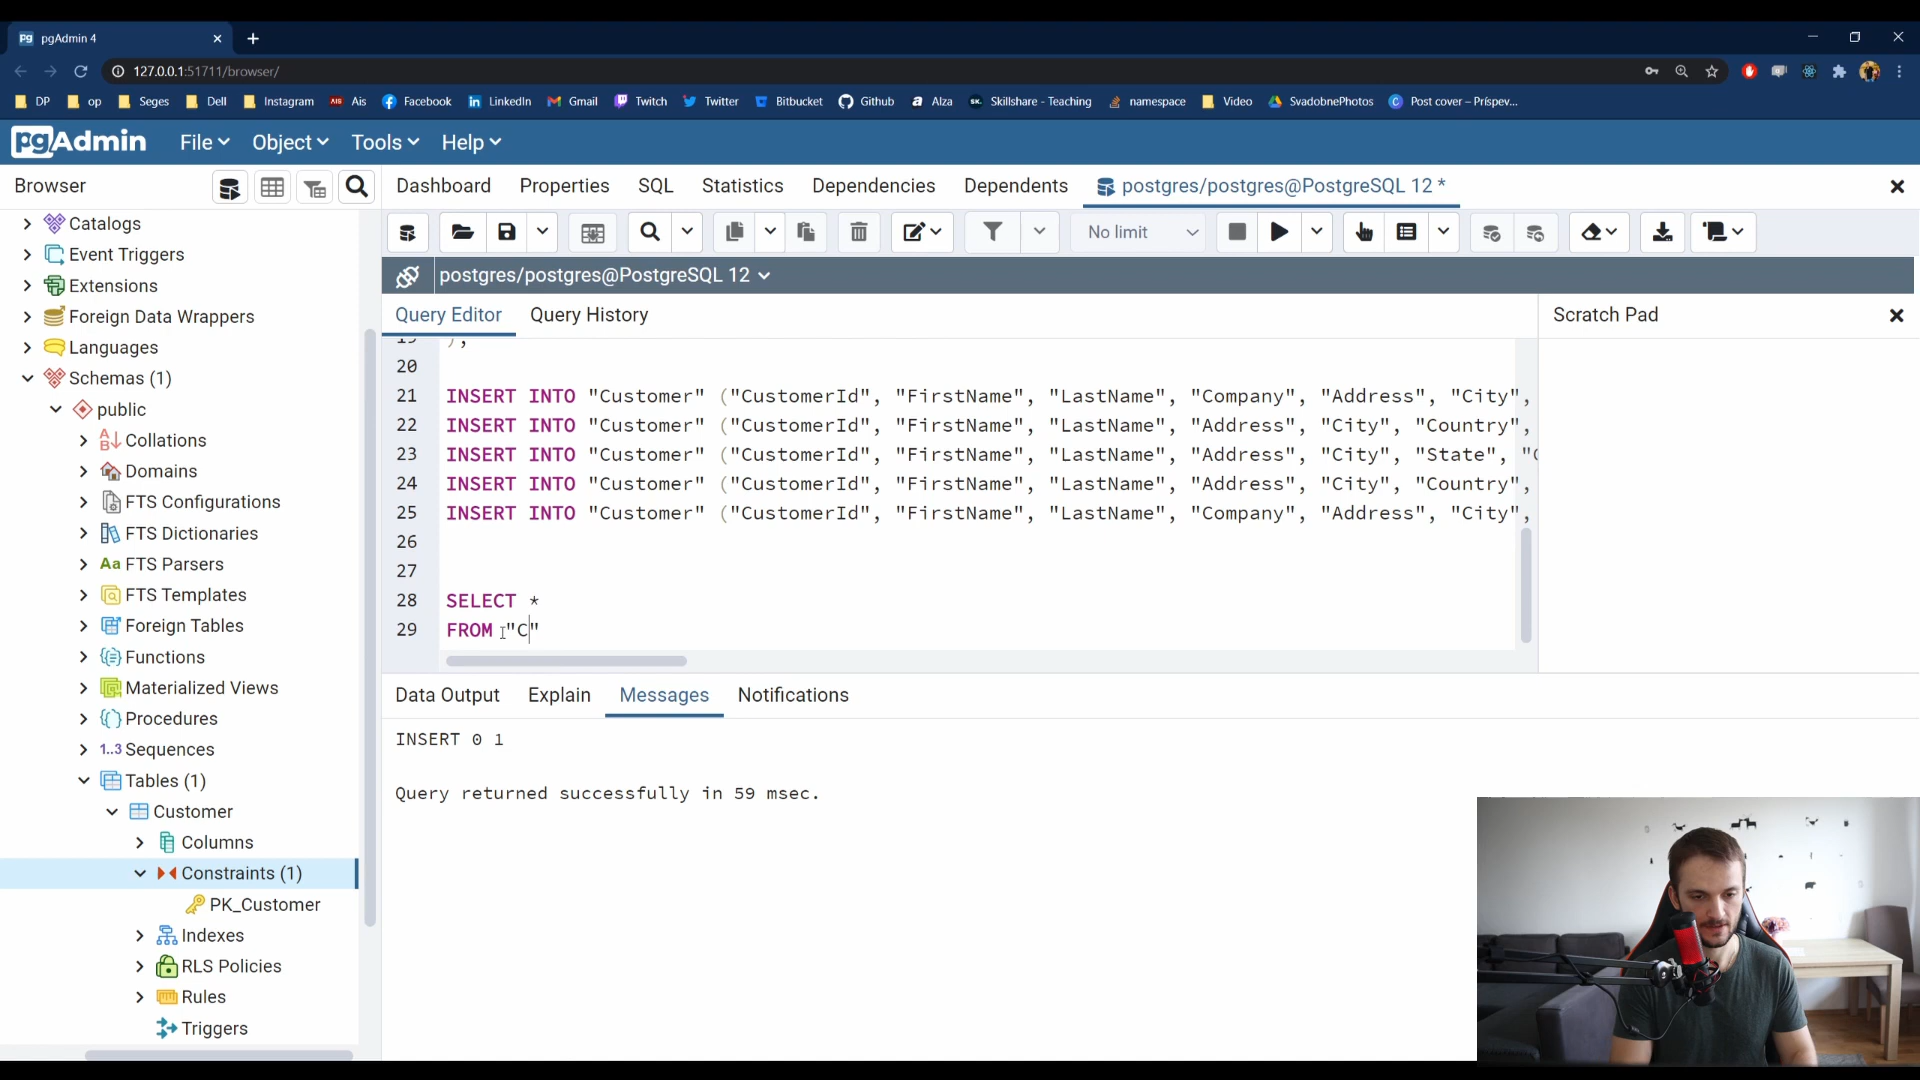 pgAdmin 4
127.0.0.1:51711/browser/
DP
op
Seges
Dell
Instagram
Ais
Facebook
LinkedIn
Gmail
Twitch
Twitter
Bitbucket
Github
Alza
Skillshare - Teaching
namespace
Video
SvadobnePhotos
Post cover – Príspev...
pgAdmin
File
Object
Tools
Help
Browser
Dashboard
Properties
SQL
Statistics
Dependencies
Dependents
postgres/postgres@PostgreSQL 12 *
No limit
postgres/postgres@PostgreSQL 12
Query Editor
Query History
Scratch Pad
Catalogs
Event Triggers
Extensions
Foreign Data Wrappers
Languages
Schemas (1)
public
Collations
Domains
FTS Configurations
FTS Dictionaries
Aa FTS Parsers
FTS Templates
Foreign Tables
Functions
Materialized Views
Procedures
1..3 Sequences
Tables (1)
Customer
Columns
Constraints (1)
PK_Customer
Indexes
RLS Policies
Rules
Triggers
19 );
20
21 INSERT INTO "Customer" ("CustomerId", "FirstName", "LastName", "Company", "Address", "City",
22 INSERT INTO "Customer" ("CustomerId", "FirstName", "LastName", "Address", "City", "Country",
23 INSERT INTO "Customer" ("CustomerId", "FirstName", "LastName", "Address", "City", "State", "
24 INSERT INTO "Customer" ("CustomerId", "FirstName", "LastName", "Address", "City", "Country",
25 INSERT INTO "Customer" ("CustomerId", "FirstName", "LastName", "Company", "Address", "City",
26
27
28 SELECT *
29 FROM "C"
Data Output
Explain
Messages
Notifications
INSERT 0 1
Query returned successfully in 59 msec.